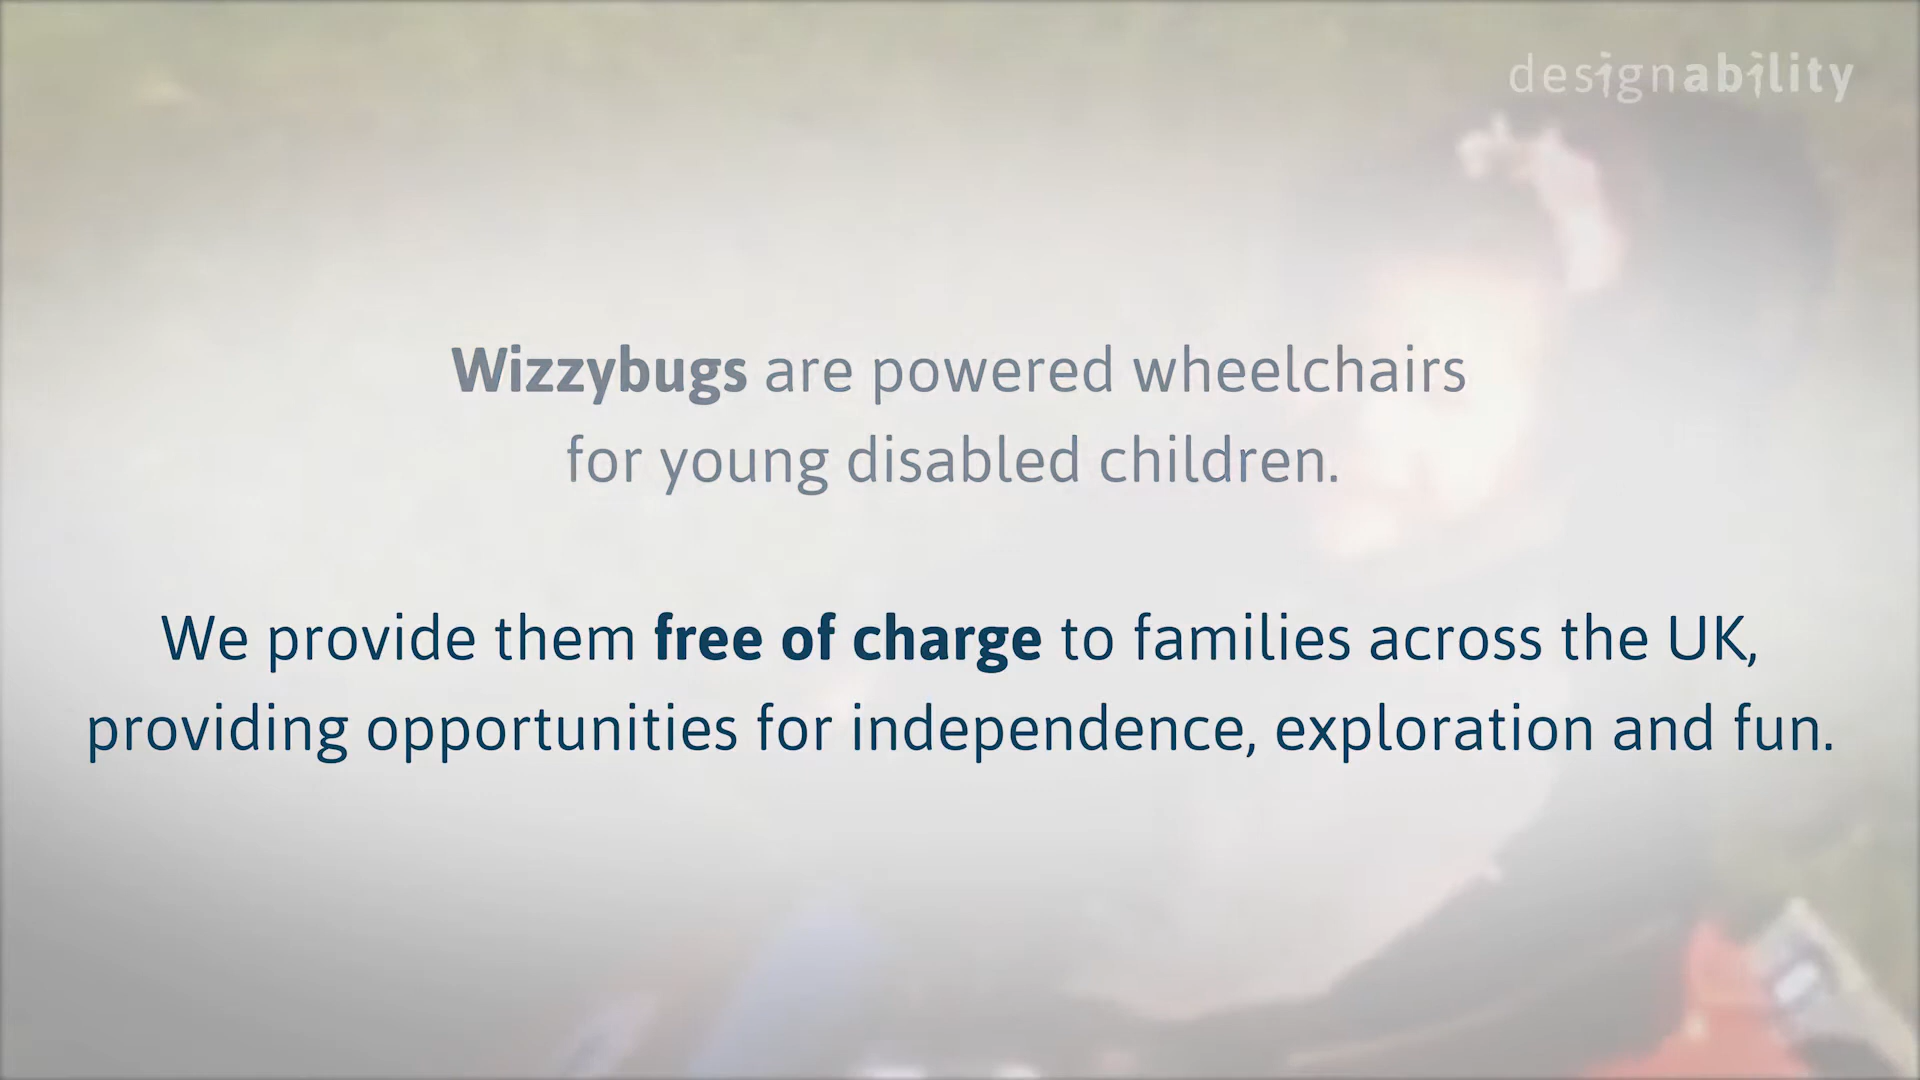 designability
Wizzybugs are powered wheelchairs
for young disabled children.
We provide them free of charge to families across the UK,
providing opportunities for independence, exploration and fun.